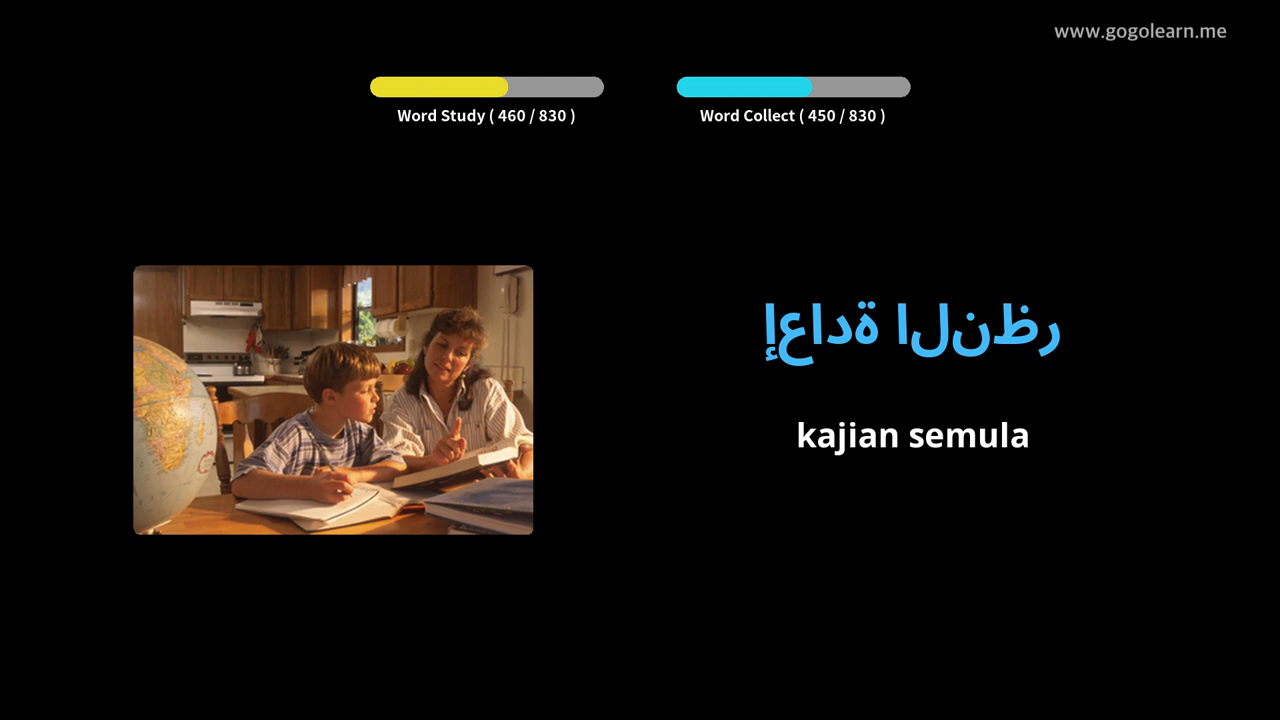 www.gogolearn.me
Word Study ( 460 / 830 )
Word Collect ( 450 / 830 )
إعادة النظر
kajian semula